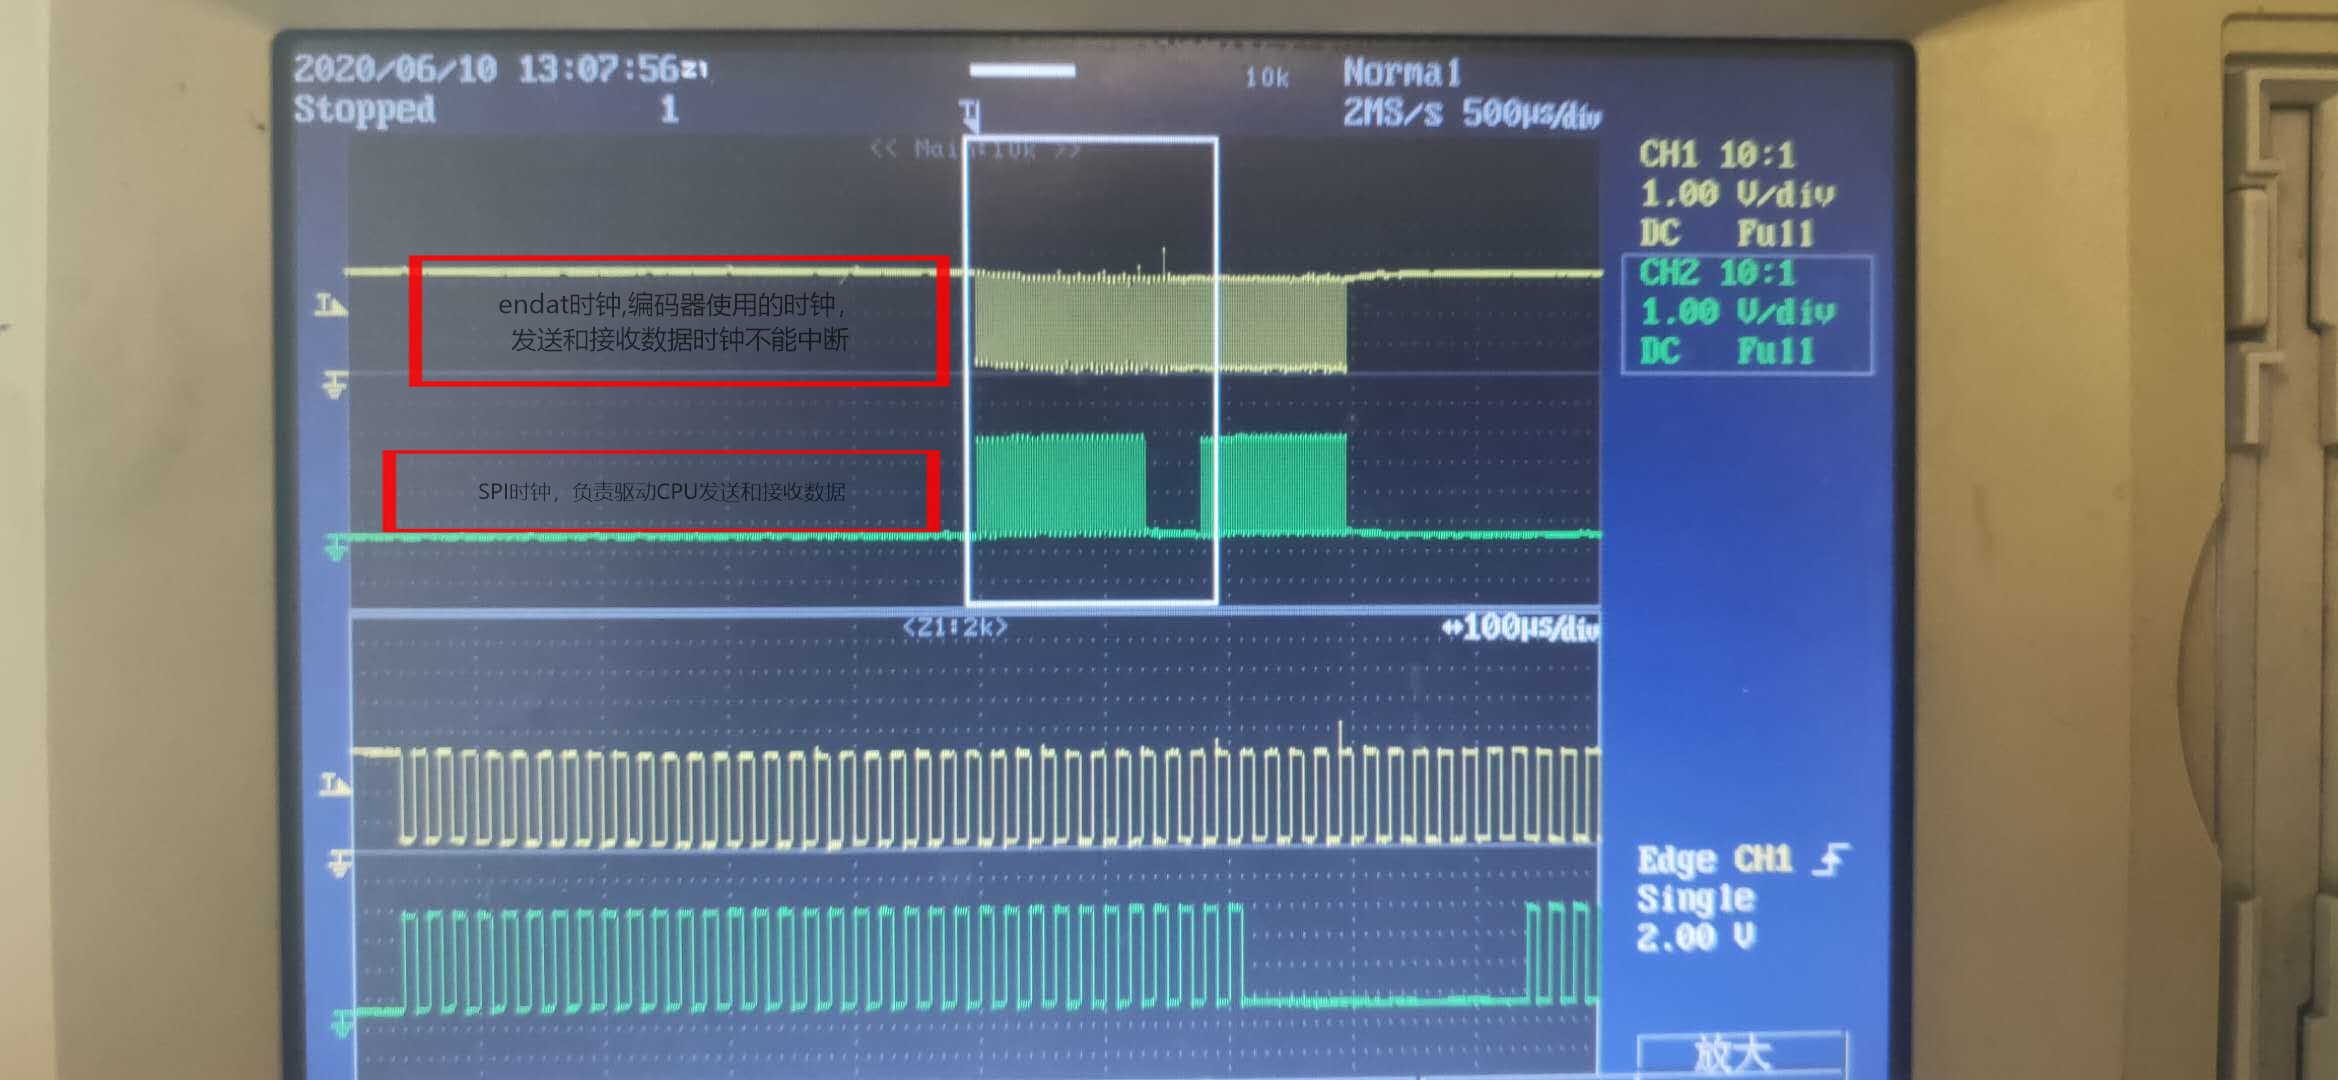 2020/06/10 13:07:56 Z1
Stopped 1
10k
Normal
2MS/s 500μs/div
T
<< Main:10k >>
CH1 10:1
1.00 V/div
DC Full
CH2 10:1
1.00 V/div
DC Full
endat时钟,编码器使用的时钟，
发送和接收数据时钟不能中断
T
SPI时钟，负责驱动CPU发送和接收数据
<Z1:2k>
↔100μs/div
T
Edge CH1
Single
2.00 V
放大